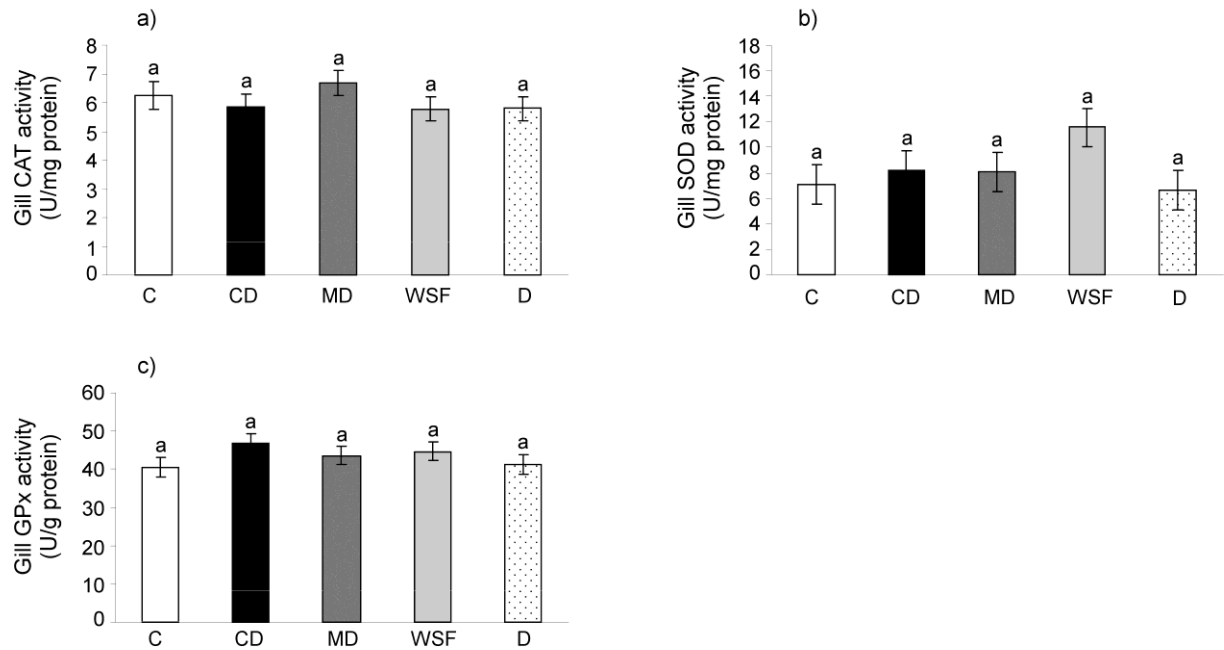 a)
Gill CAT activity
(U/mg protein)
8
7
6
5
4
3
2
1
0
a a a a a
C CD MD WSF D
b)
Gill SOD activity
(U/mg protein)
18
16
14
12
10
8
6
4
2
0
a a a a a
C CD MD WSF D
c)
Gill GPx activity
(U/g protein)
60
50
40
30
20
10
0
a a a a a
C CD MD WSF D